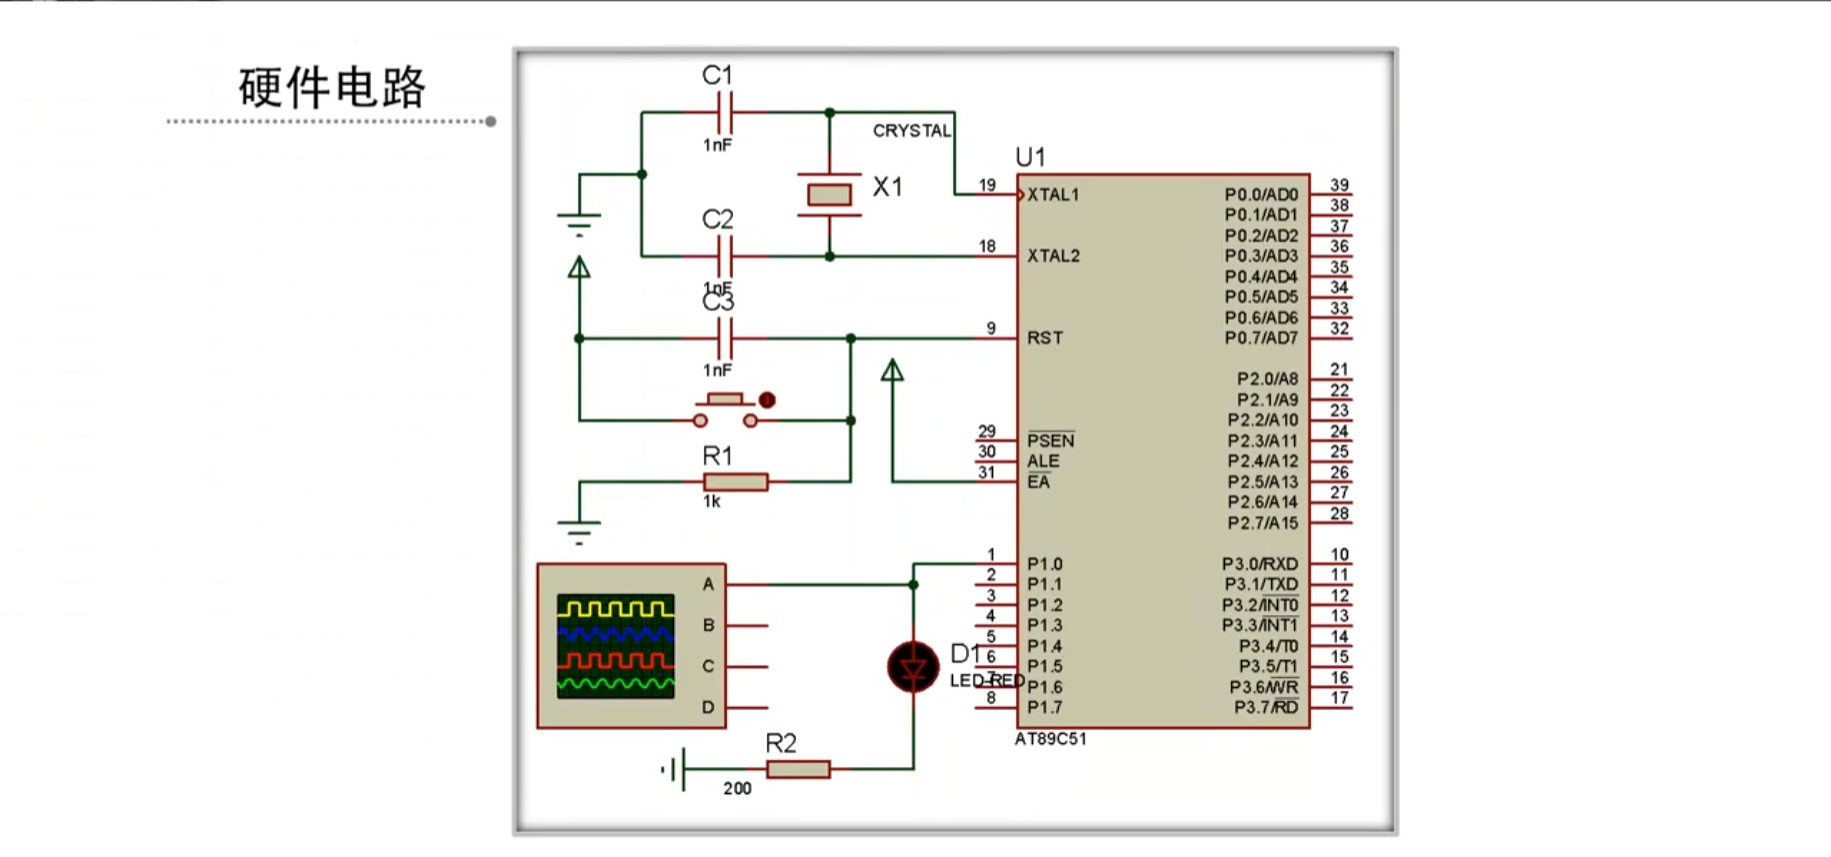 硬件电路
C1
1nF
CRYSTAL
X1
C2
1nF
C3
1nF
R1
1k
A
B
C
D
D1
LED-RED
R2
200
U1
19 XTAL1
18 XTAL2
9 RST
29 PSEN
30 ALE
31 EA
1 P1.0
2 P1.1
3 P1.2
4 P1.3
5 P1.4
6 P1.5
7 P1.6
8 P1.7
P0.0/AD0 39
P0.1/AD1 38
P0.2/AD2 37
P0.3/AD3 36
P0.4/AD4 35
P0.5/AD5 34
P0.6/AD6 33
P0.7/AD7 32
P2.0/A8 21
P2.1/A9 22
P2.2/A10 23
P2.3/A11 24
P2.4/A12 25
P2.5/A13 26
P2.6/A14 27
P2.7/A15 28
P3.0/RXD 10
P3.1/TXD 11
P3.2/INT0 12
P3.3/INT1 13
P3.4/T0 14
P3.5/T1 15
P3.6/WR 16
P3.7/RD 17
AT89C51